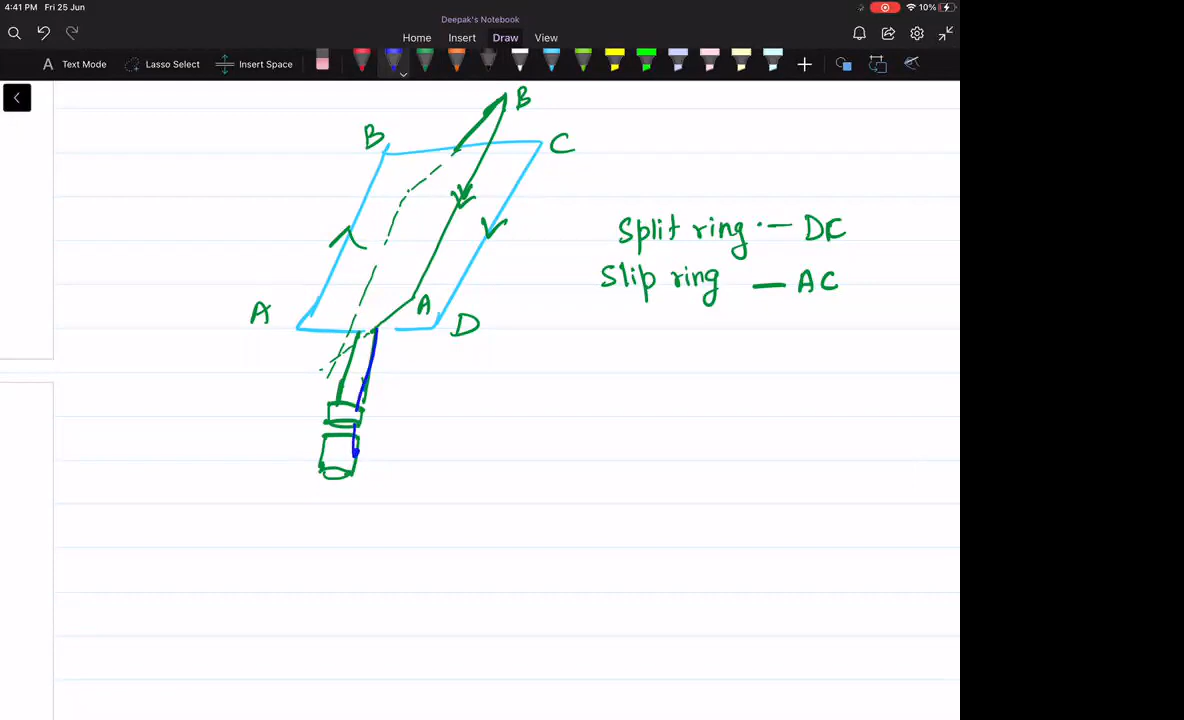 4:41 PM Fri 25 Jun
10%
Deepak's Notebook
Home Insert Draw View
Text Mode Lasso Select Insert Space
B
B
C
A
A
D
Split ring - DC
Slip ring - AC